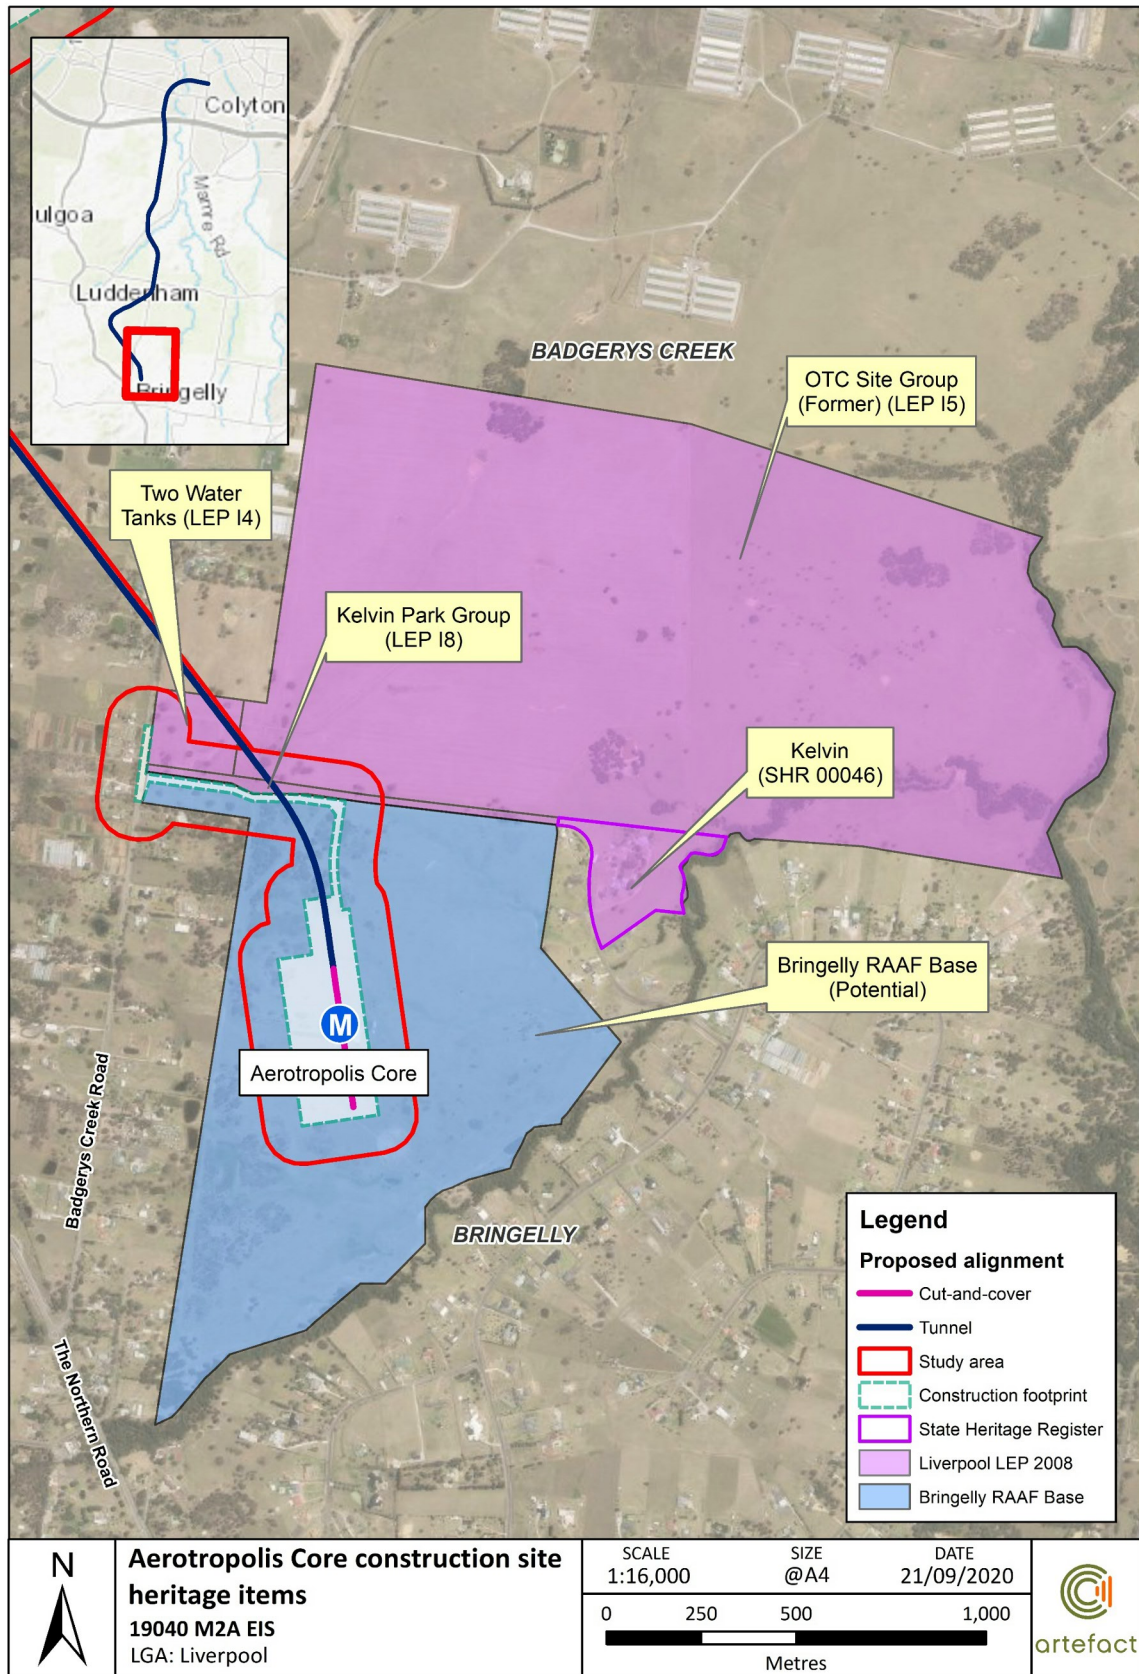 Colyton
Mamre Rd
ulgoa
Luddenham
Bringelly
BADGERYS CREEK
OTC Site Group
(Former) (LEP I5)
Two Water
Tanks (LEP I4)
Kelvin Park Group
(LEP I8)
Kelvin
(SHR 00046)
Bringelly RAAF Base
(Potential)
M
Aerotropolis Core
Badgerys Creek Road
BRINGELLY
The Northern Road
Legend
Proposed alignment
Cut-and-cover
Tunnel
Study area
Construction footprint
State Heritage Register
Liverpool LEP 2008
Bringelly RAAF Base
N
Aerotropolis Core construction site
heritage items
19040 M2A EIS
LGA: Liverpool
SCALE
1:16,000
SIZE
@A4
DATE
21/09/2020
0 250 500 1,000
Metres
artefact